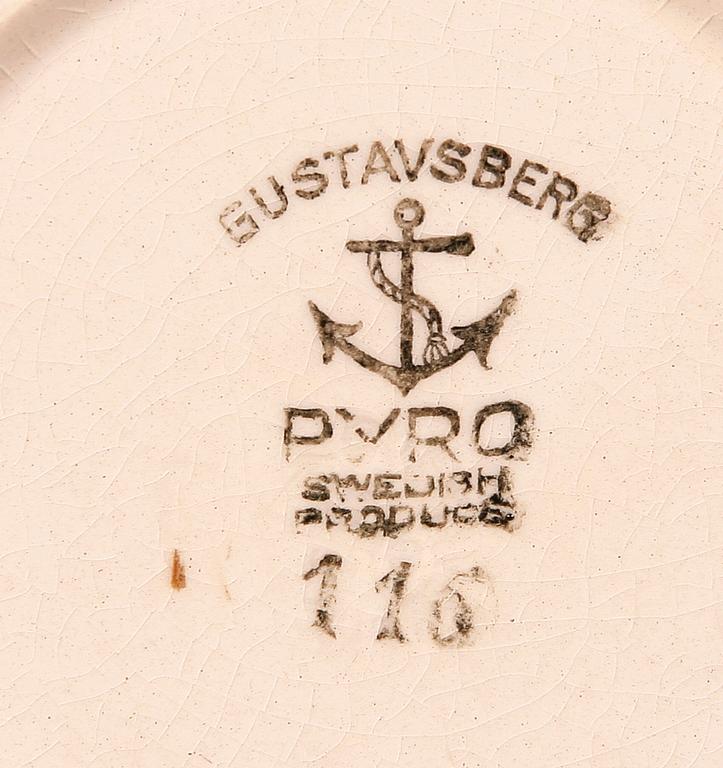 GUSTAVSBERG
PYRO
SWEDISH
PRODUCE
116